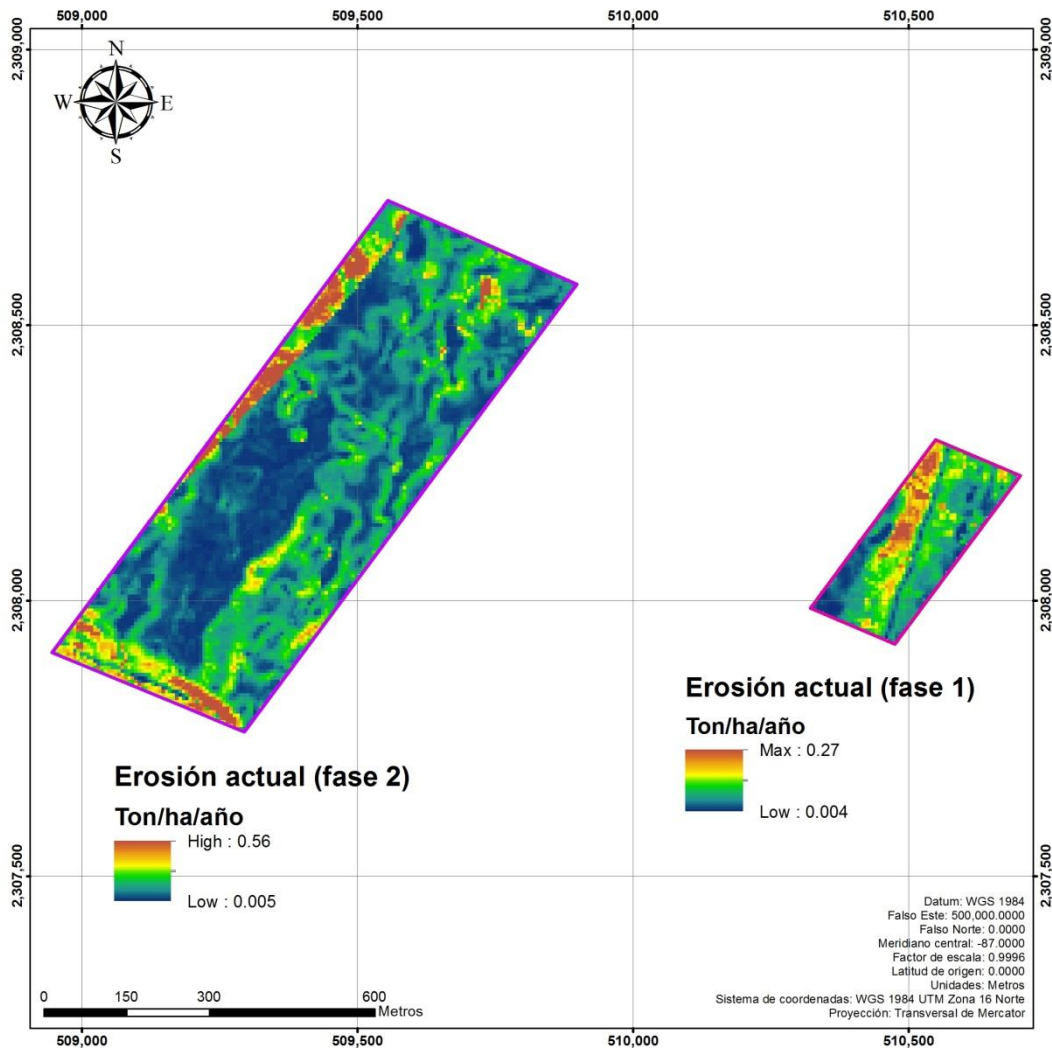 509,000 509,500 510,000 510,500
2,309,000 2,309,000
N
W E
S
2,308,500 2,308,500
2,308,000 2,308,000
Erosión actual (fase 1)
Ton/ha/año
Max : 0.27
Low : 0.004
Erosión actual (fase 2)
Ton/ha/año
High : 0.56
Low : 0.005
2,307,500 2,307,500
Datum: WGS 1984
Falso Este: 500,000.0000
Falso Norte: 0.0000
Meridiano central: -87.0000
Factor de escala: 0.9996
Latitud de origen: 0.0000
Unidades: Metros
Sistema de coordenadas: WGS 1984 UTM Zona 16 Norte
Proyección: Transversal de Mercator
0 150 300 600
Metros
509,000 509,500 510,000 510,500